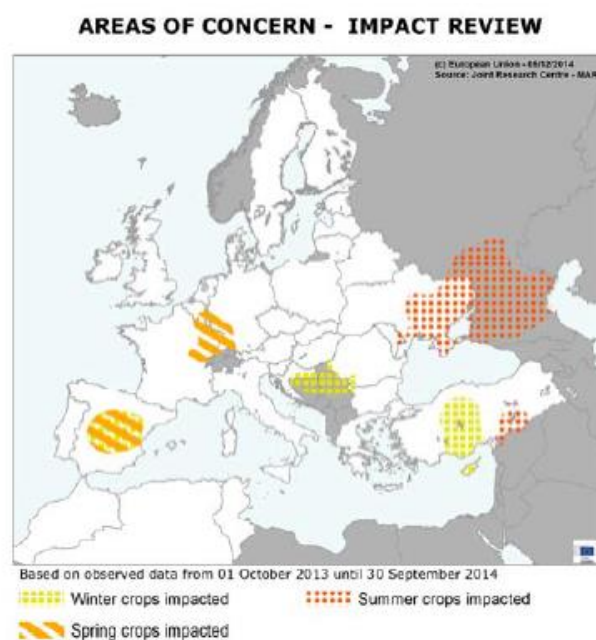 AREAS OF CONCERN - IMPACT REVIEW
(c) European Union - 09/12/2014
Source: Joint Research Centre - MAR
Based on observed data from 01 October 2013 until 30 September 2014
Winter crops impacted
Summer crops impacted
Spring crops impacted